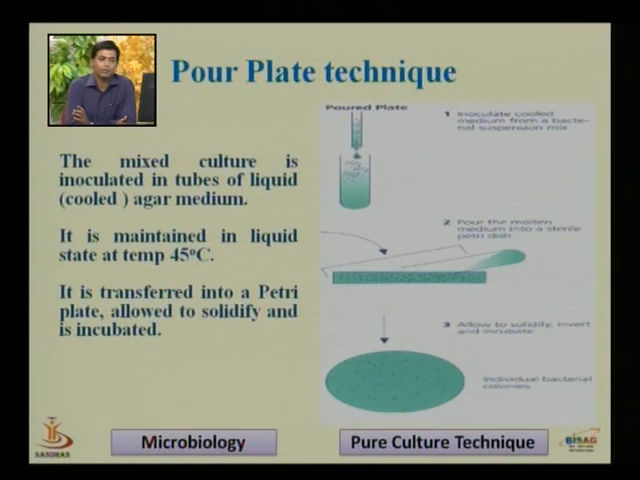 Pour Plate technique
Poured Plate
1 Inoculate cooled
medium from a bacte-
rial suspension mix
The mixed culture is
inoculated in tubes of liquid
(cooled ) agar medium.
It is maintained in liquid
state at temp 45⁰C.
It is transferred into a Petri
plate, allowed to solidify and
is incubated.
2 Pour the molten
medium into a sterile
petri dish
3 Allow to solidify, invert
and incubate
Individual bacterial
colonies
SANDHAN
Microbiology
Pure Culture Technique
BISAG